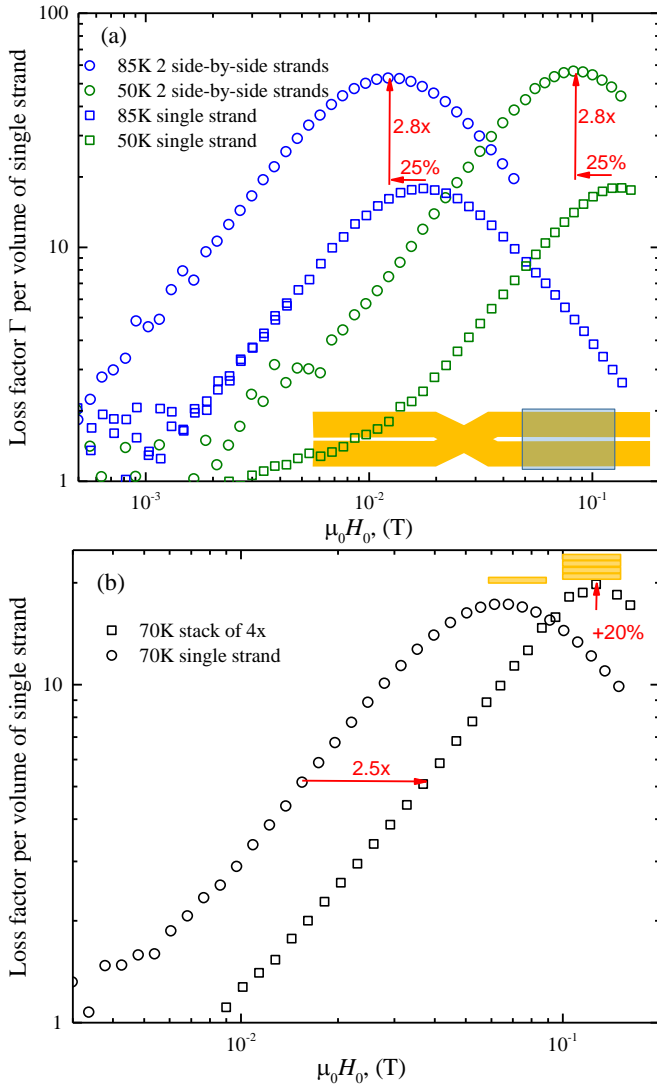 100
(a)
85K 2 side-by-side strands
50K 2 side-by-side strands
85K single strand
50K single strand
2.8x
2.8x
25%
25%
10
1
Loss factor Γ per volume of single strand
10⁻³
10⁻²
10⁻¹
μ₀H₀, (T)
(b)
70K stack of 4x
70K single strand
+20%
10
2.5x
1
Loss factor per volume of single strand
10⁻²
10⁻¹
μ₀H₀, (T)